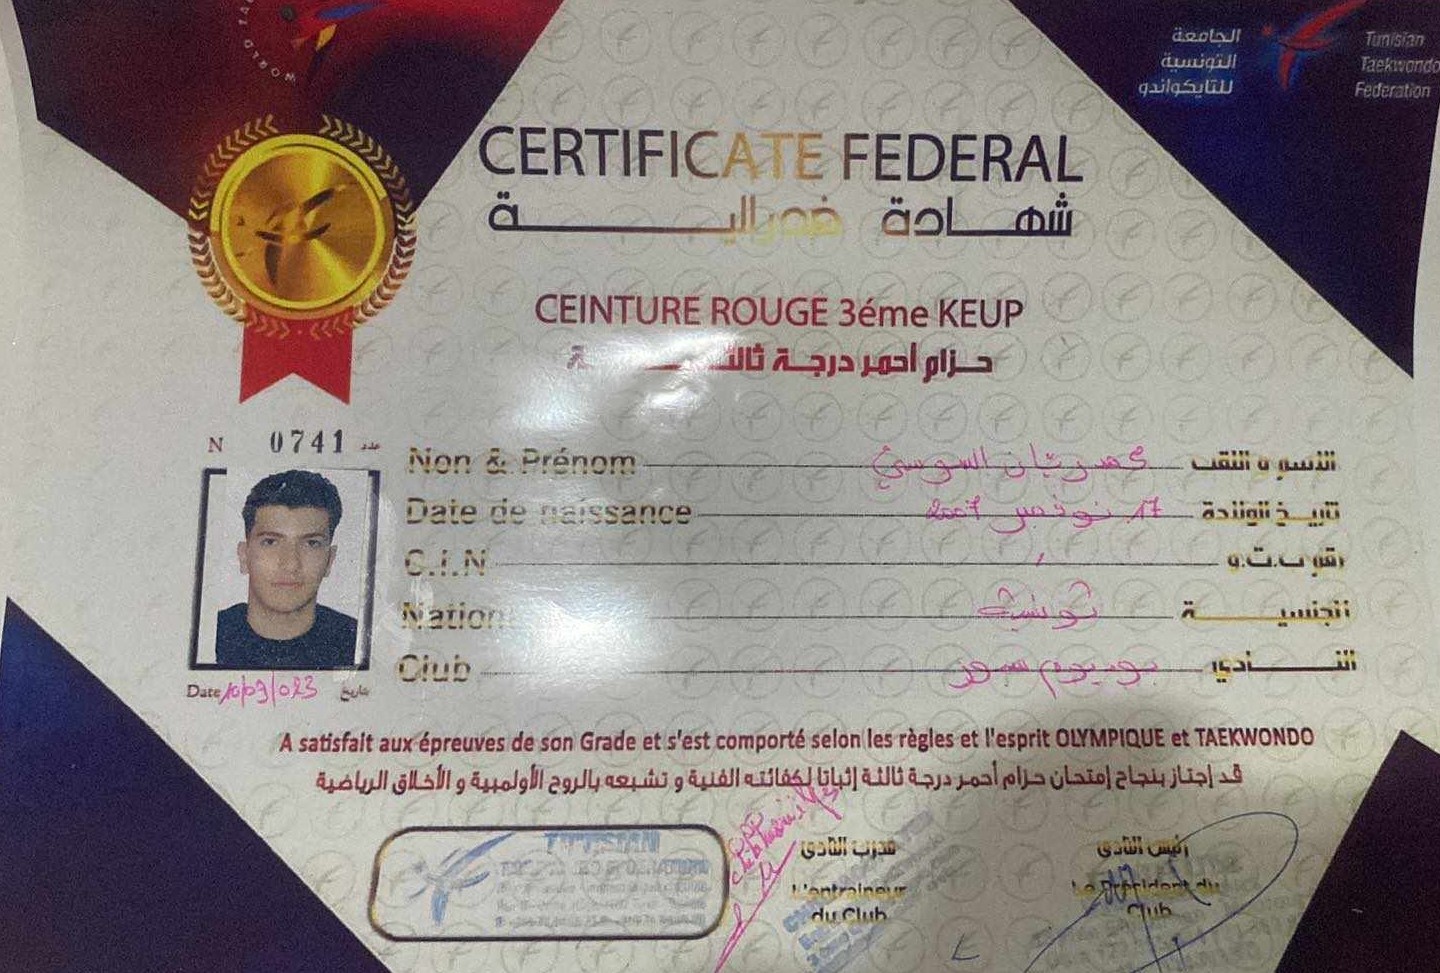 WORLD TA
الجامعة
التونسية
للتايكواندو
Tunisian
Taekwondo
Federation
CERTIFICATE FEDERAL
شهادة فدرالية
CEINTURE ROUGE 3éme KEUP
حزام أحمر درجة ثالثة
N 0741 عدد
Non & Prénom محمد ريان السوسي الاسم و اللقب
Date de naissance 17 نوفمبر 2007 تاريخ الولادة
C.I.N رقم ب.ت.و
Nation تونسية الجنسية
Club النادي
Date 10/03/023 تاريخ
A satisfait aux épreuves de son Grade et s'est comporté selon les règles et l'esprit OLYMPIQUE et TAEKWONDO
قد إجتاز بنجاح إمتحان حزام أحمر درجة ثالثة إثباتا لكفائته الفنية و تشبعه بالروح الأولمبية و الأخلاق الرياضية
مدرب النادي
L'entraineur
du Club
رئيس النادي
Le Président du
Club